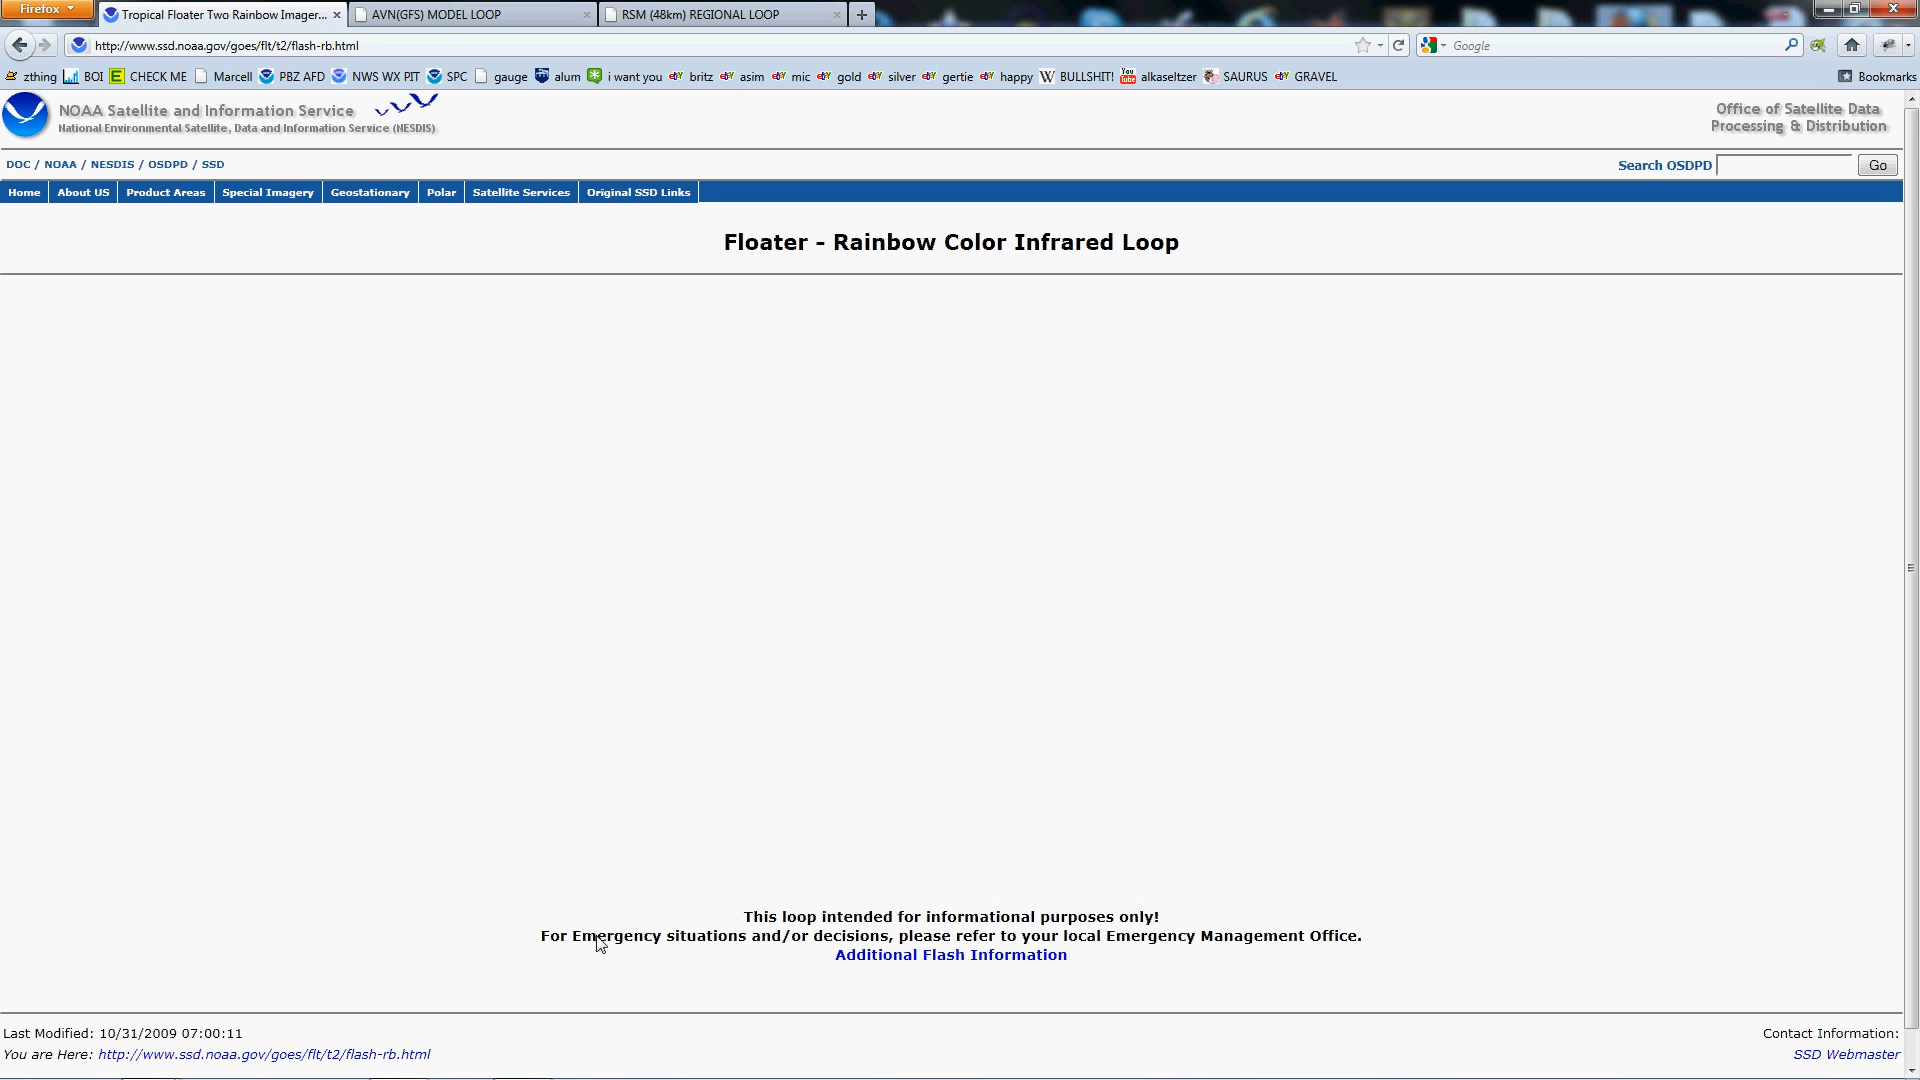 Firefox
Tropical Floater Two Rainbow Imager...
AVN(GFS) MODEL LOOP
RSM (48km) REGIONAL LOOP
http://www.ssd.noaa.gov/goes/flt/t2/flash-rb.html
Google
zthing BOI CHECK ME Marcell PBZ AFD NWS WX PIT SPC gauge alum i want you britz asim mic gold silver gertie happy BULLSHIT! alkaseltzer SAURUS GRAVEL Bookmarks
NOAA Satellite and Information Service
National Environmental Satellite, Data and Information Service (NESDIS)
Office of Satellite Data
Processing & Distribution
DOC / NOAA / NESDIS / OSDPD / SSD
Search OSDPD Go
Home About US Product Areas Special Imagery Geostationary Polar Satellite Services Original SSD Links
Floater - Rainbow Color Infrared Loop
This loop intended for informational purposes only!
For Emergency situations and/or decisions, please refer to your local Emergency Management Office.
Additional Flash Information
Last Modified: 10/31/2009 07:00:11
Contact Information:
You are Here: http://www.ssd.noaa.gov/goes/flt/t2/flash-rb.html
SSD Webmaster